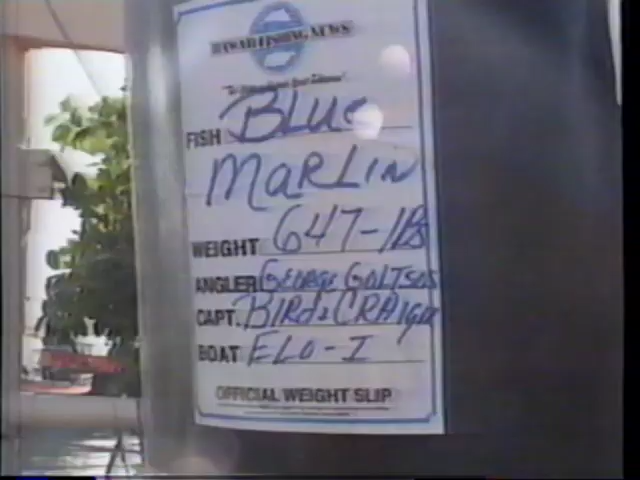 HAWAII FISHING NEWS
FISH BLUE
MARLIN
WEIGHT 647-lbs
ANGLER GEORGE GOLTSOS
CAPT. BIRD & CRAIG
BOAT ELO-I
OFFICIAL WEIGHT SLIP